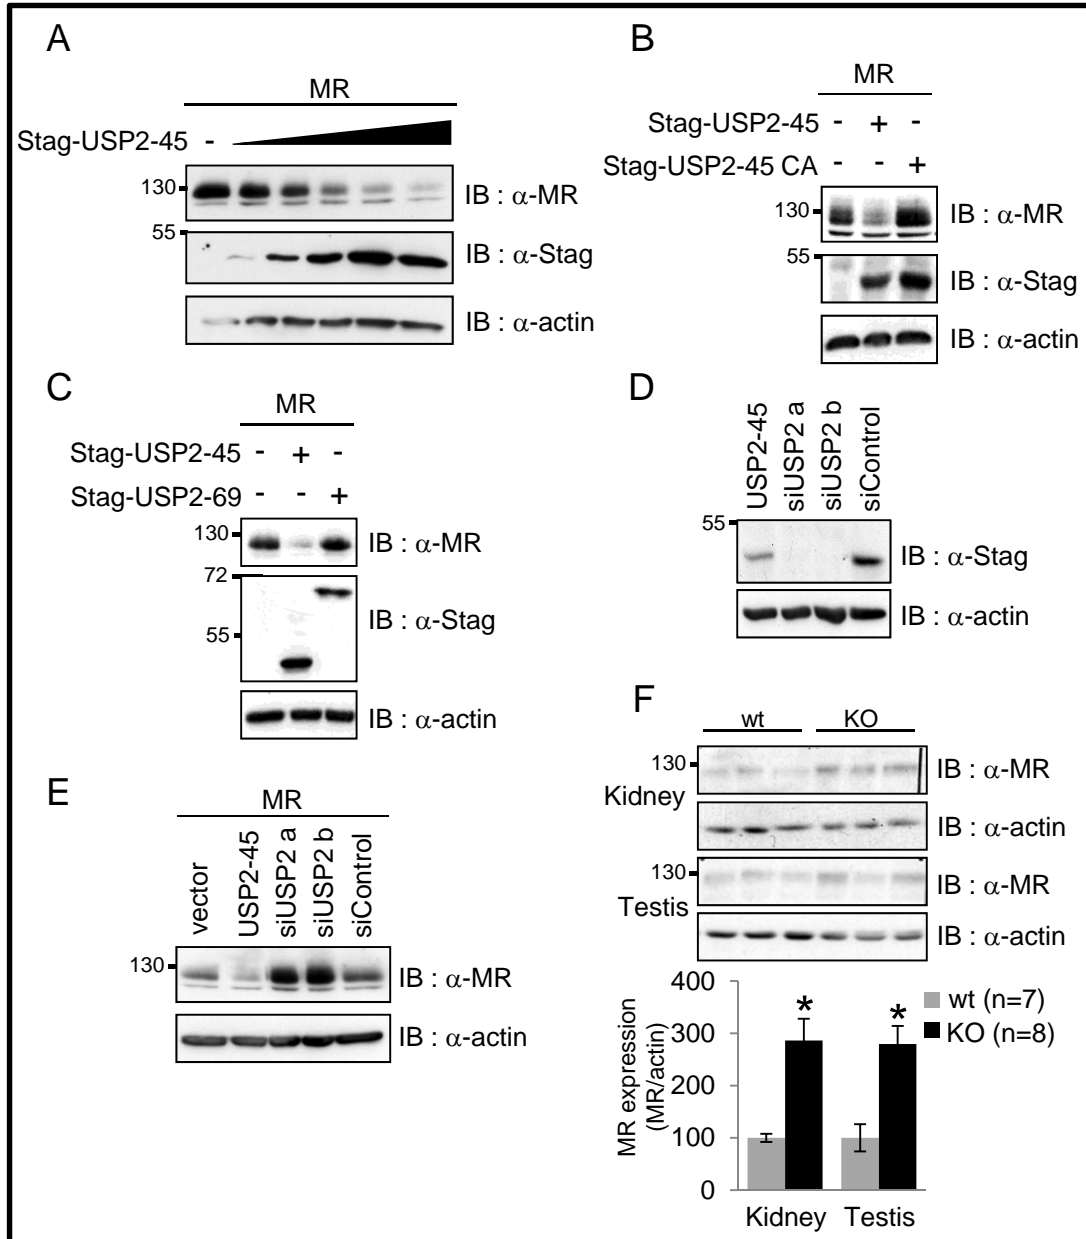 A
MR
Stag-USP2-45 -
130
IB : α-MR
55
IB : α-Stag
IB : α-actin
B
MR
Stag-USP2-45 - + -
Stag-USP2-45 CA - - +
130
IB : α-MR
55
IB : α-Stag
IB : α-actin
C
MR
Stag-USP2-45 - + -
Stag-USP2-69 - - +
130
IB : α-MR
72
IB : α-Stag
55
IB : α-actin
D
USP2-45
siUSP2 a
siUSP2 b
siControl
55
IB : α-Stag
IB : α-actin
E
MR
vector
USP2-45
siUSP2 a
siUSP2 b
siControl
130
IB : α-MR
IB : α-actin
F
wt KO
130
IB : α-MR
Kidney
IB : α-actin
130
IB : α-MR
Testis
IB : α-actin
MR expression
(MR/actin)
400
300
200
100
0
* *
wt (n=7)
KO (n=8)
Kidney Testis